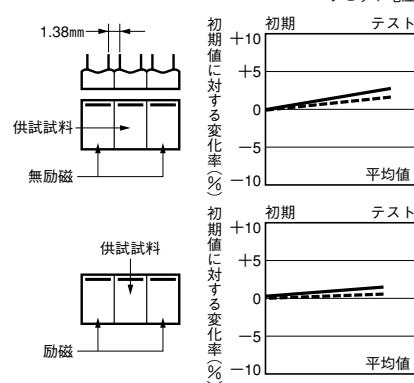 1.38mm
供試試料
無励磁
初期値に対する変化率(%)
初期 テスト
+10
+5
0
-5
-10
平均値
供試試料
励磁
初期値に対する変化率(%)
初期 テスト
+10
+5
0
-5
-10
平均値